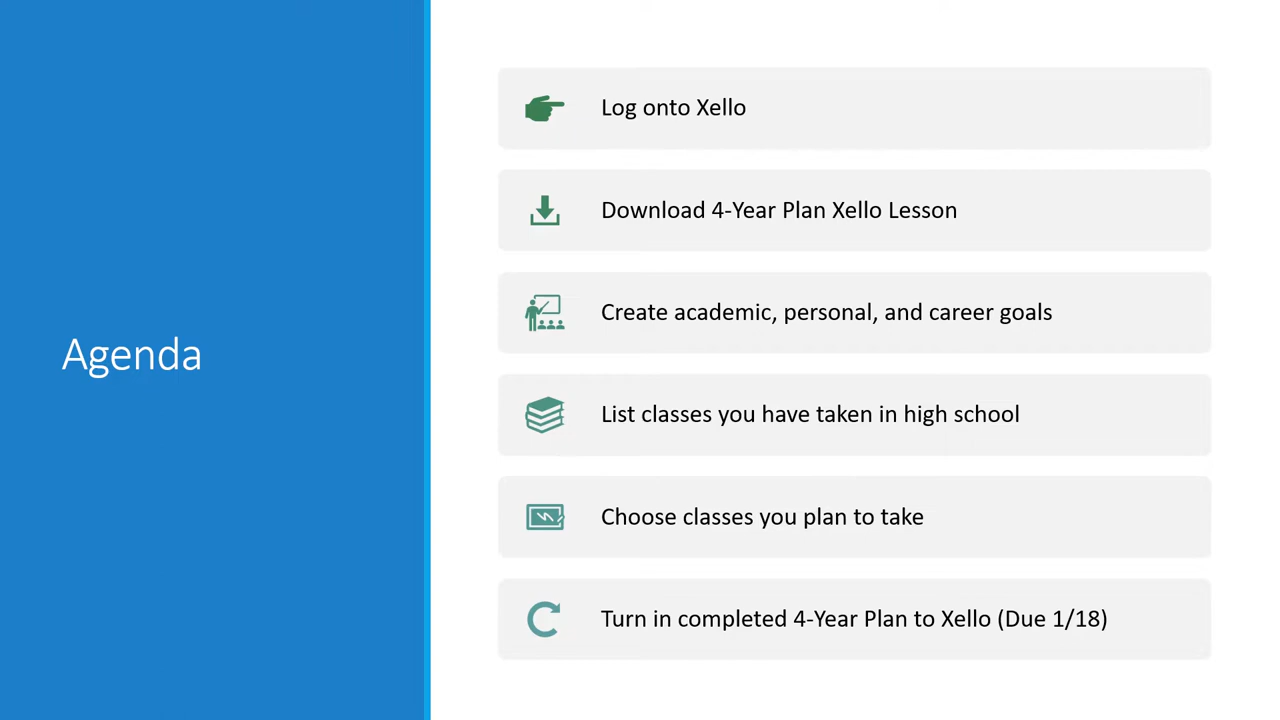 Agenda
Log onto Xello
Download 4-Year Plan Xello Lesson
Create academic, personal, and career goals
List classes you have taken in high school
Choose classes you plan to take
Turn in completed 4-Year Plan to Xello (Due 1/18)